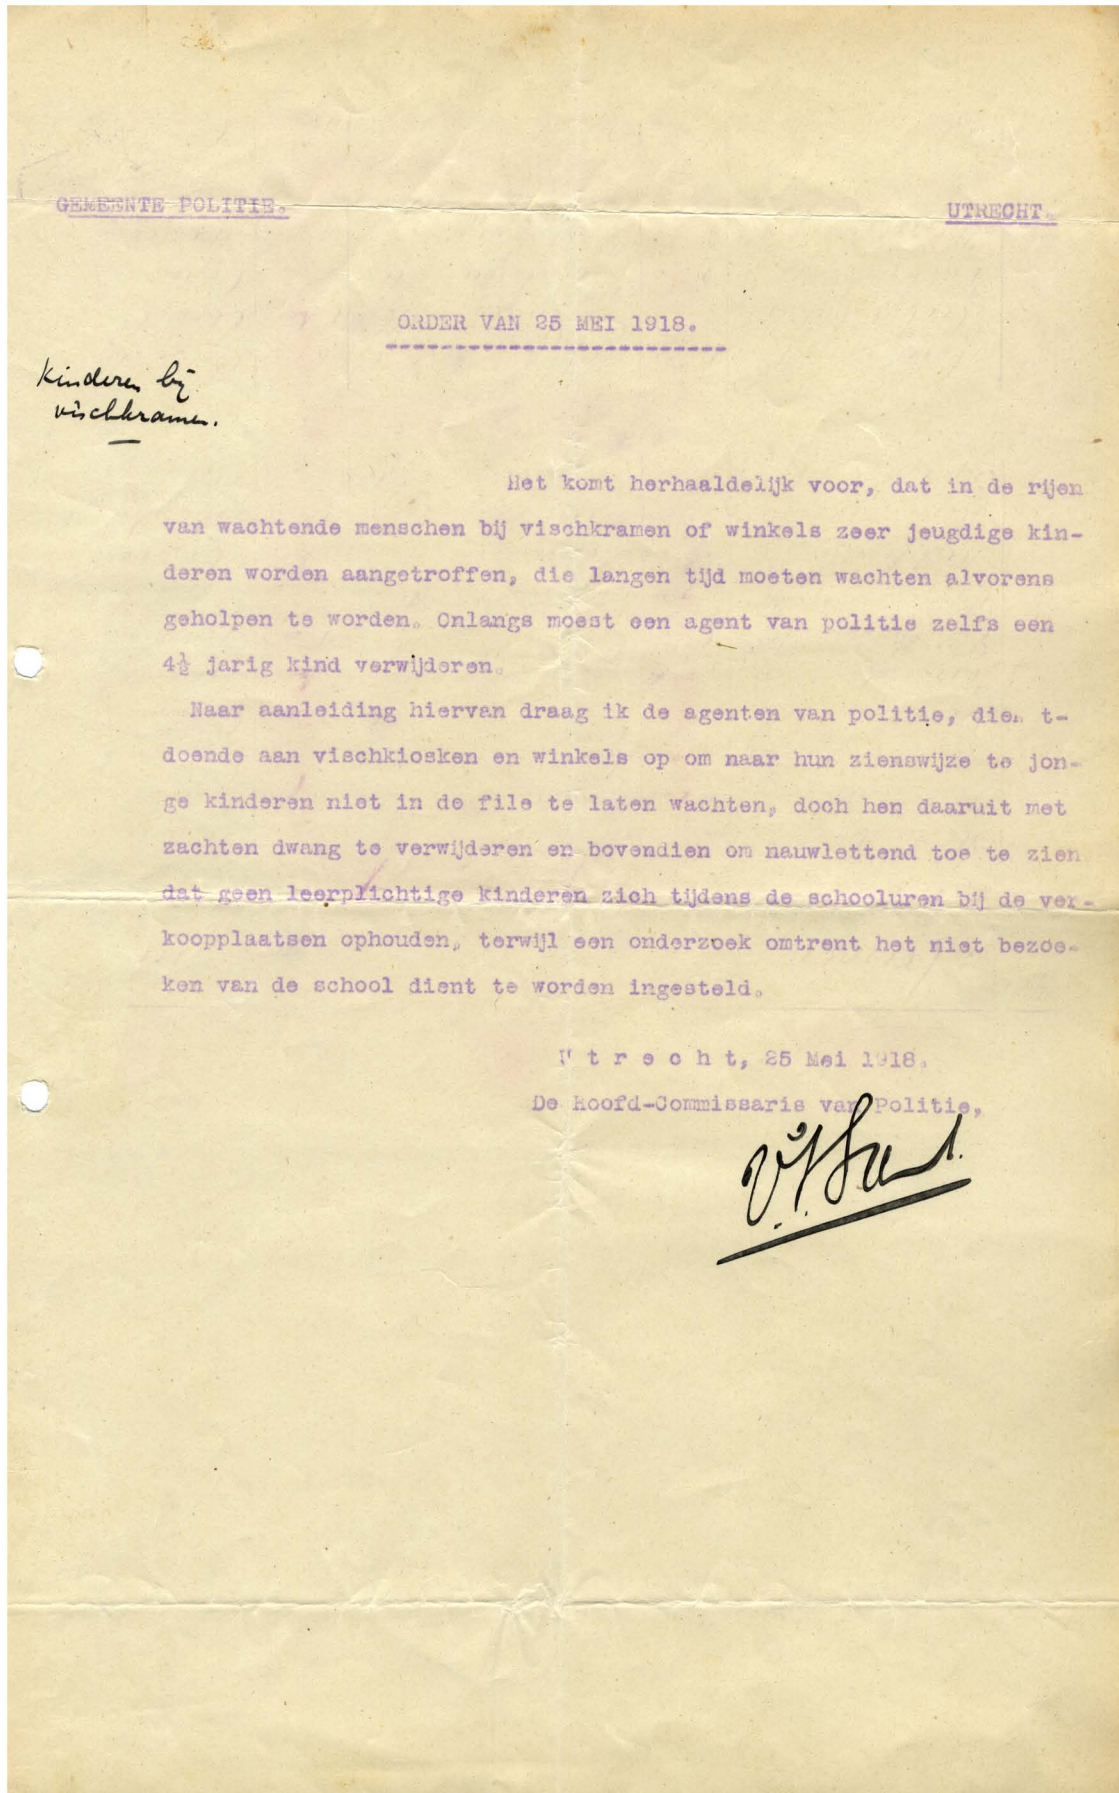 GEMEENTE POLITIE.
UTRECHT.
ORDER VAN 25 MEI 1918.
Kinderen bij
vischkramen.
Het komt herhaaldelijk voor, dat in de rijen
van wachtende menschen bij vischkramen of winkels zeer jeugdige kin-
deren worden aangetroffen, die langen tijd moeten wachten alvorens
geholpen te worden. Onlangs moest een agent van politie zelfs een
4½ jarig kind verwijderen.
Naar aanleiding hiervan draag ik de agenten van politie, dien t-
doende aan vischkiosken en winkels op om naar hun zienswijze te jon-
ge kinderen niet in de file te laten wachten, doch hen daaruit met
zachten dwang te verwijderen en bovendien om nauwlettend toe te zien
dat geen leerplichtige kinderen zich tijdens de schooluren bij de ver-
koopplaatsen ophouden, terwijl een onderzoek omtrent het niet bezoe-
ken van de school dient te worden ingesteld.
U t r e c h t, 25 Mei 1918.
De Hoofd-Commissaris van Politie,